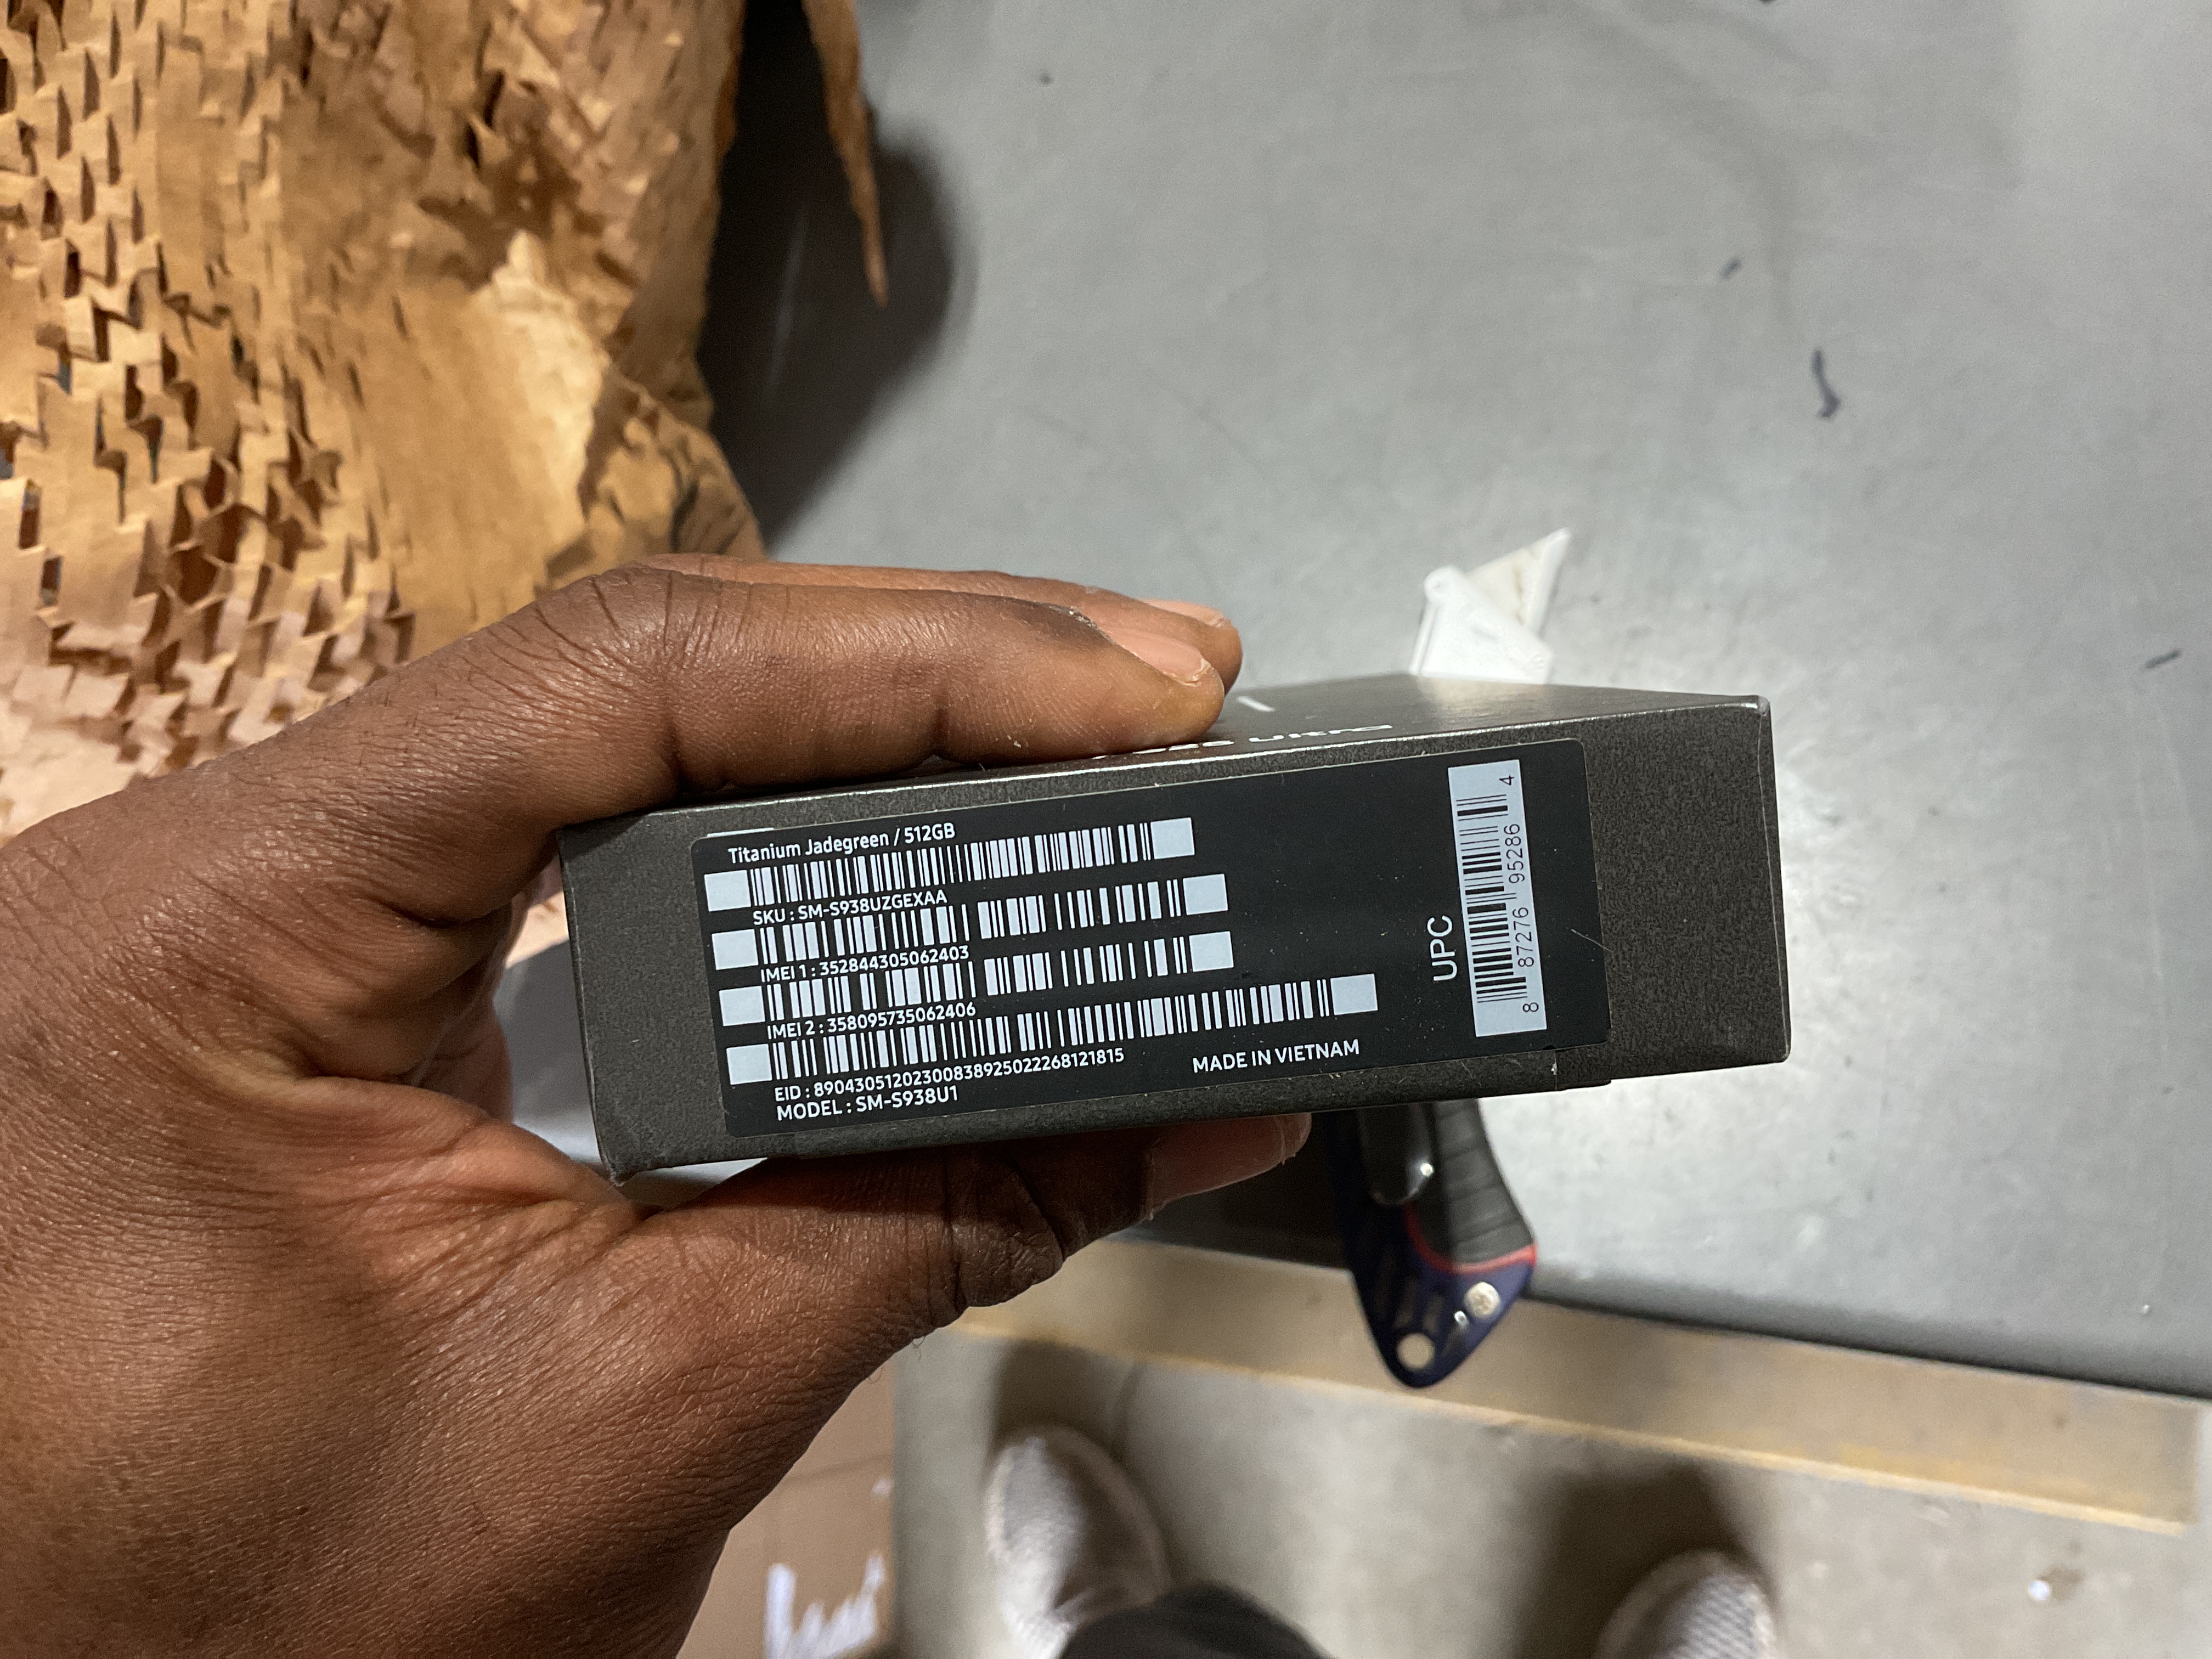 Ultra
Titanium Jadegreen / 512GB
SKU : SM-S938UZGEXAA
IMEI 1 : 352844305062403
IMEI 2 : 358095735062406
EID : 89043051202300838925022268121815
MODEL : SM-S938U1
MADE IN VIETNAM
UPC
8 87276 95286 4